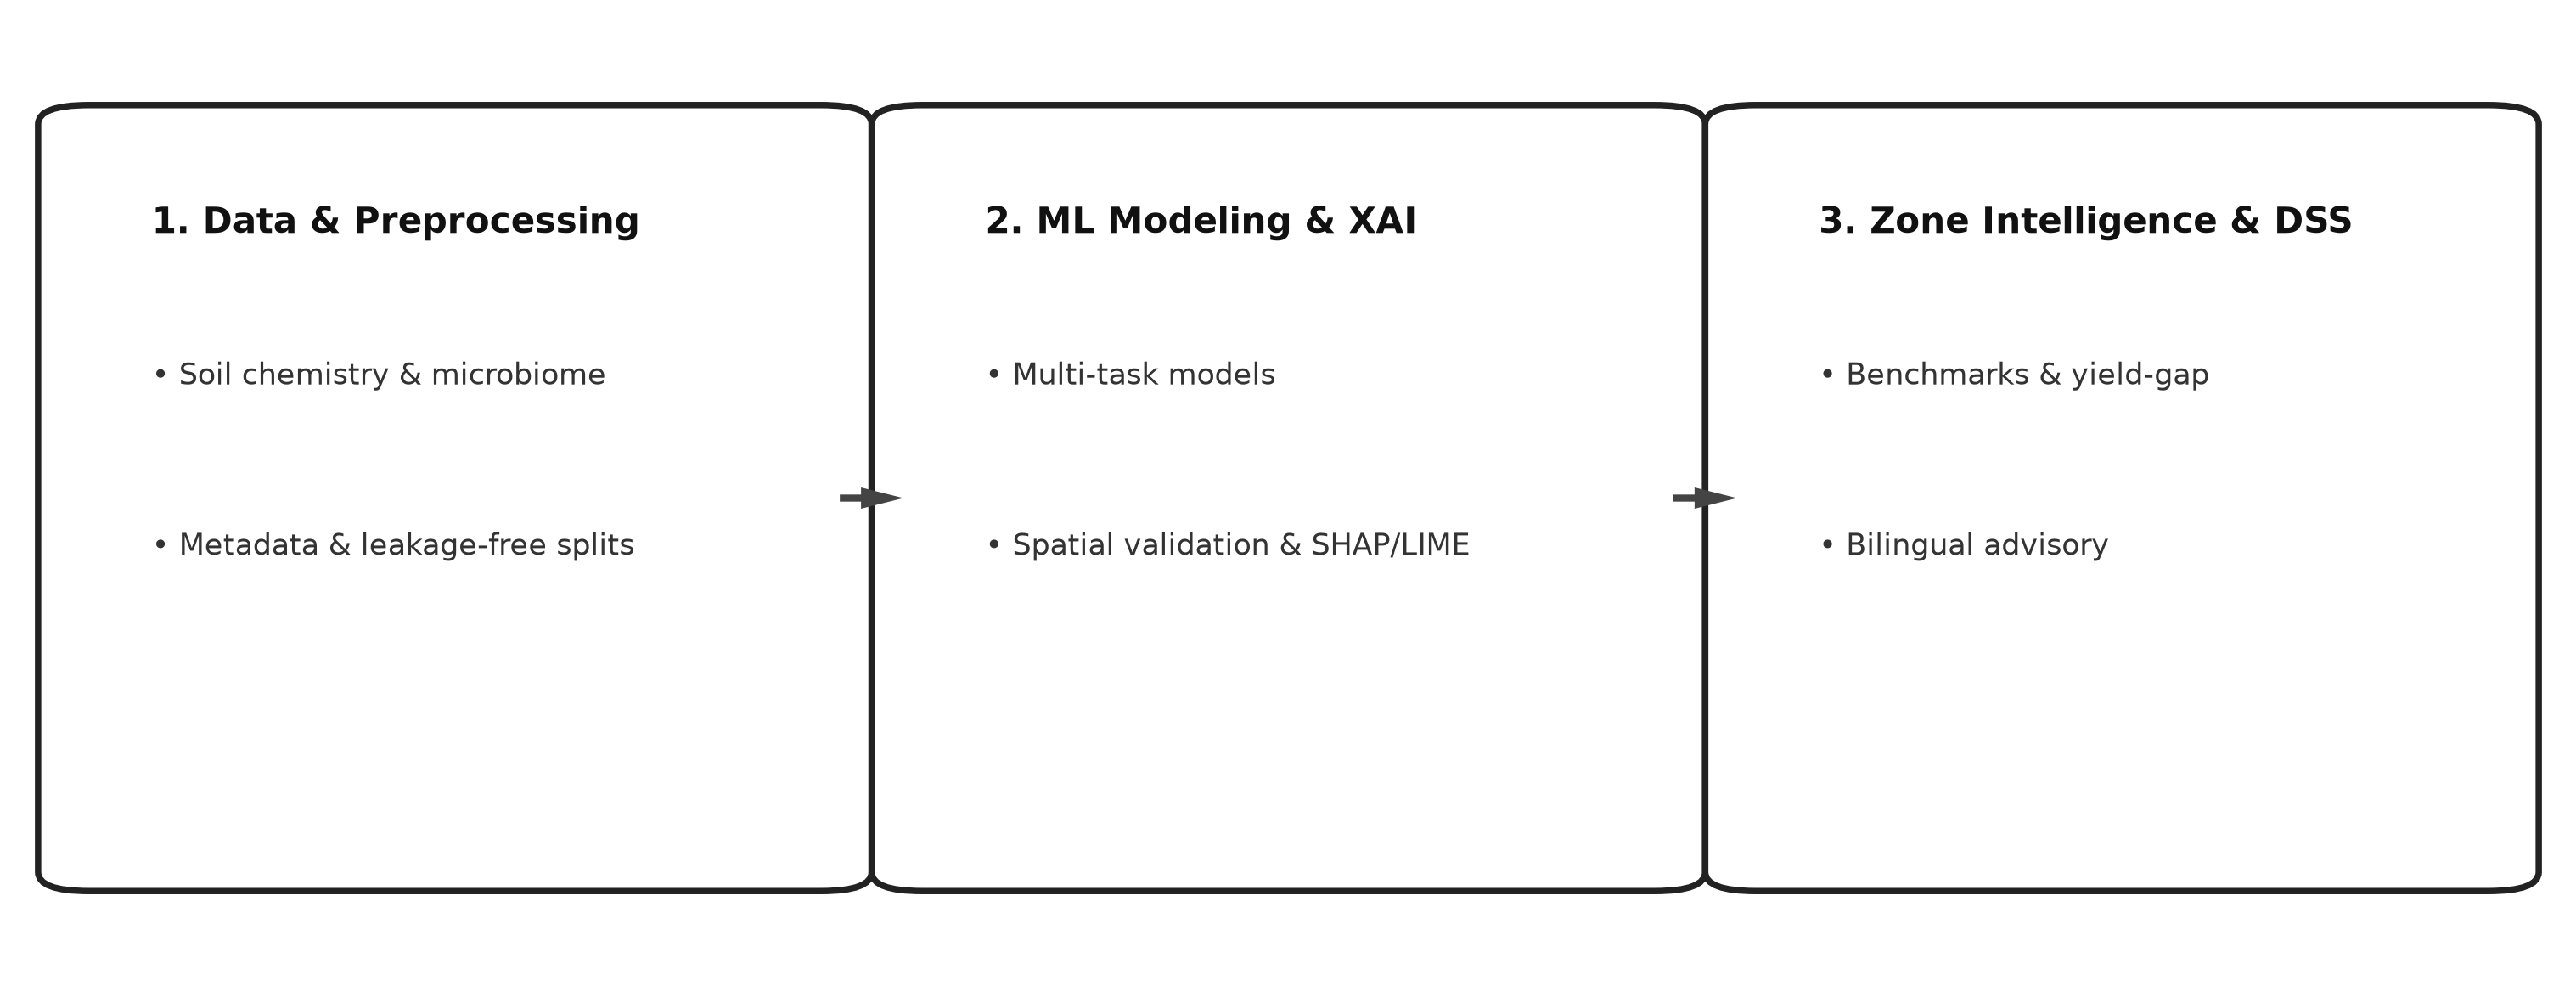 1. Data & Preprocessing
• Soil chemistry & microbiome
• Metadata & leakage-free splits
2. ML Modeling & XAI
• Multi-task models
• Spatial validation & SHAP/LIME
3. Zone Intelligence & DSS
• Benchmarks & yield-gap
• Bilingual advisory